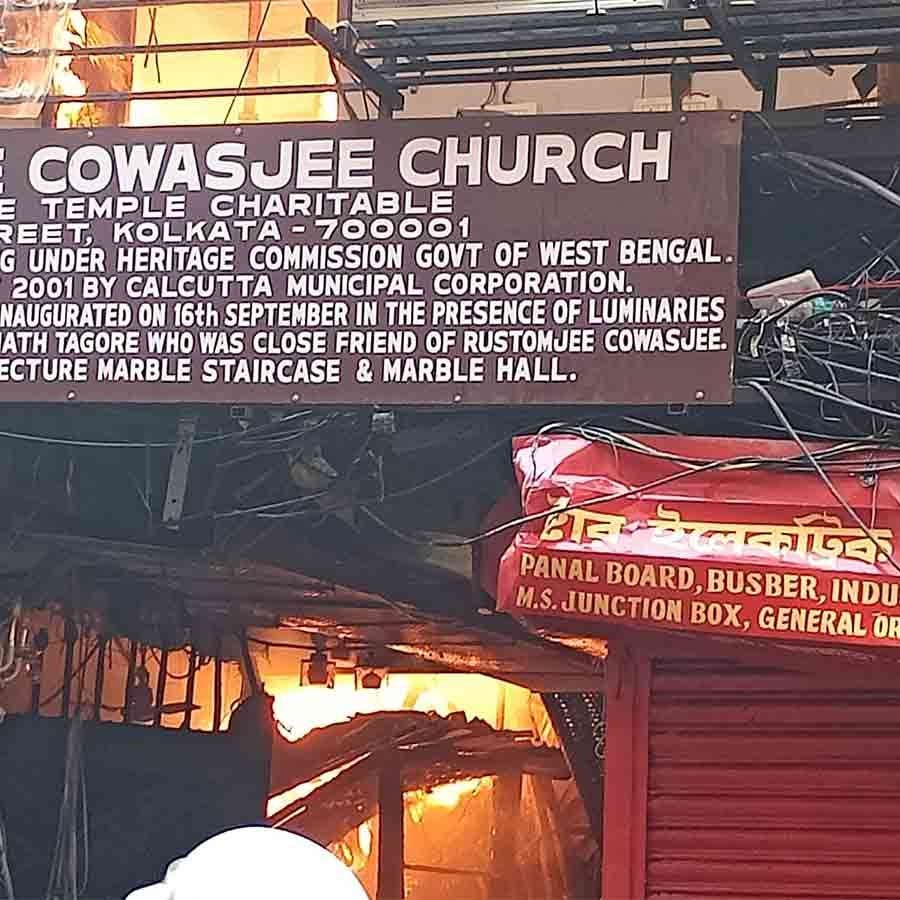 E COWASJEE CHURCH
E TEMPLE CHARITABLE
REET, KOLKATA - 700001
G UNDER HERITAGE COMMISSION GOVT OF WEST BENGAL.
2001 BY CALCUTTA MUNICIPAL CORPORATION.
NAUGURATED ON 16th SEPTEMBER IN THE PRESENCE OF LUMINARIES
NATH TAGORE WHO WAS CLOSE FRIEND OF RUSTOMJEE COWASJEE.
ECTURE MARBLE STAIRCASE & MARBLE HALL.
ষ্টার ইলেকট্রিক
PANAL BOARD, BUSBER, INDU
M.S. JUNCTION BOX, GENERAL OR